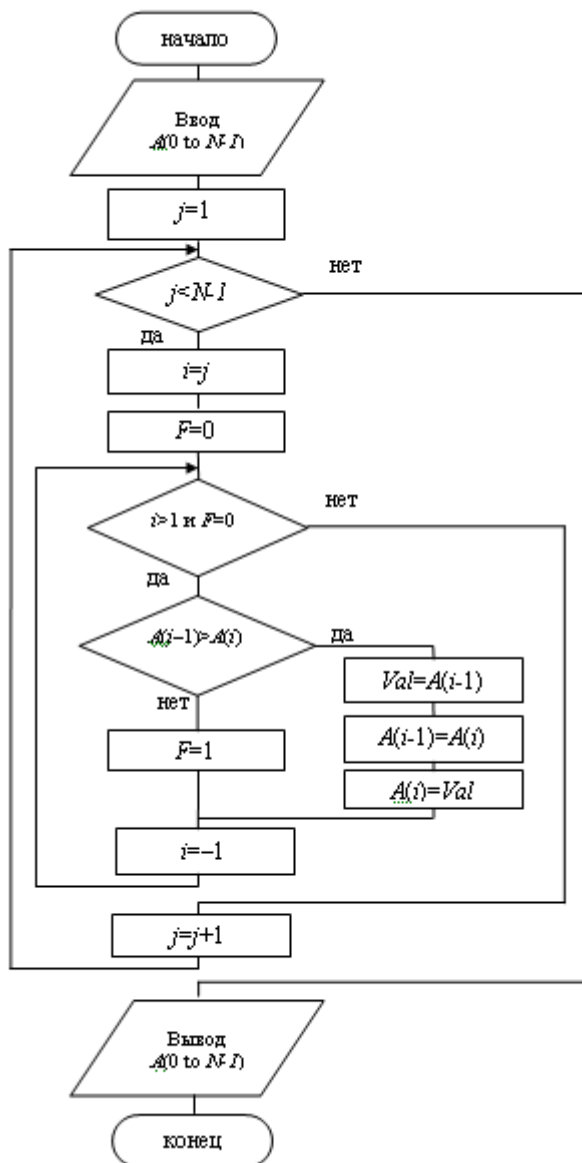 начало
Ввод
A(0 to N-1)
j=1
нет
j<N-1
да
i=j
F=0
нет
i>1 и F=0
да
A(i–1)>A(i)
да
Val=A(i-1)
нет
A(i-1)=A(i)
F=1
A(i)=Val
i=–1
j=j+1
Вывод
A(0 to N-1)
конец